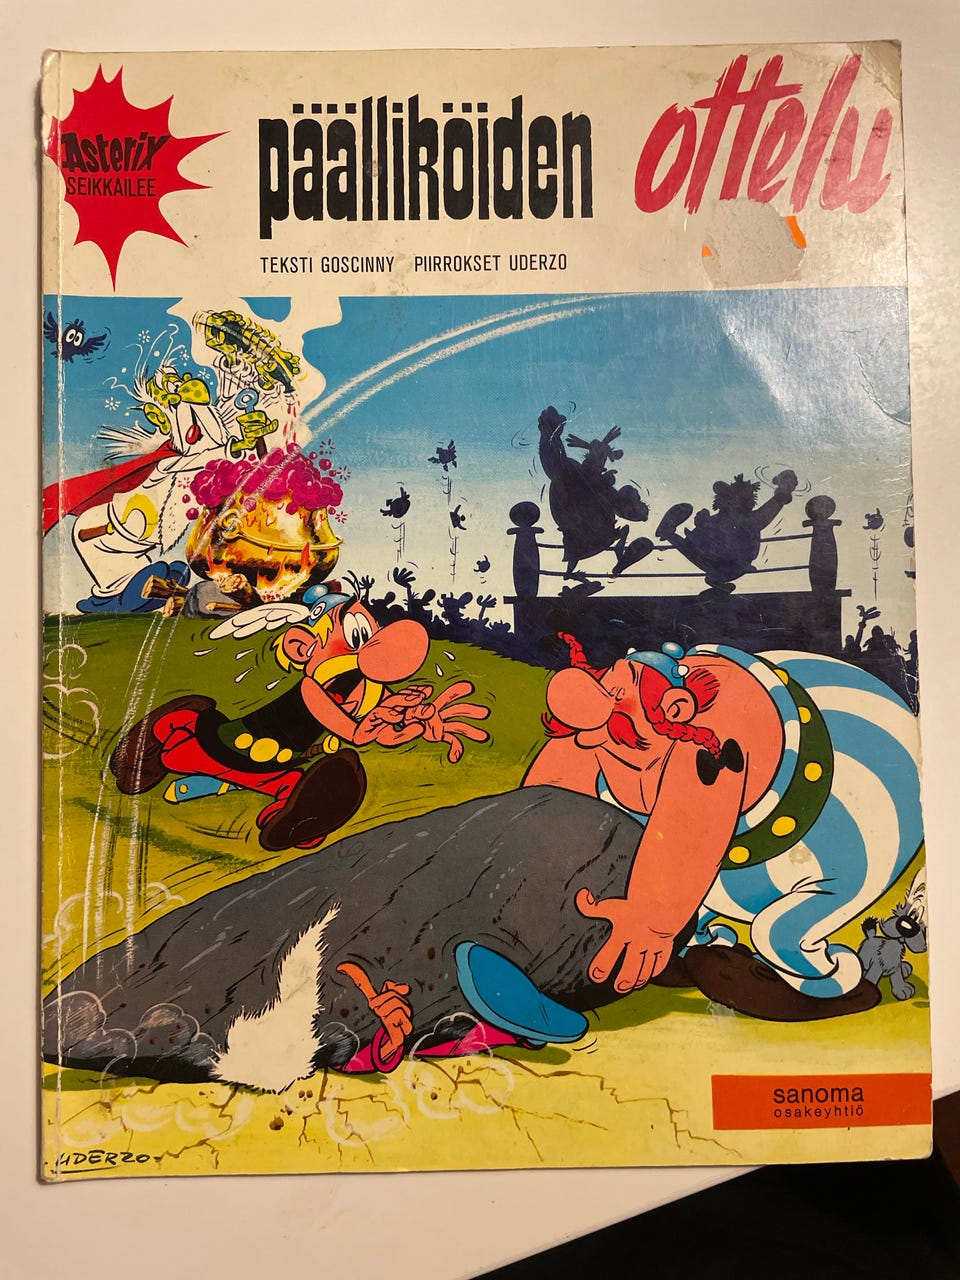 Asterix
SEIKKAILEE
päälliköiden ottelu
TEKSTI GOSCINNY PIIRROKSET UDERZO
sanoma
osakeyhtiö
UDERZO